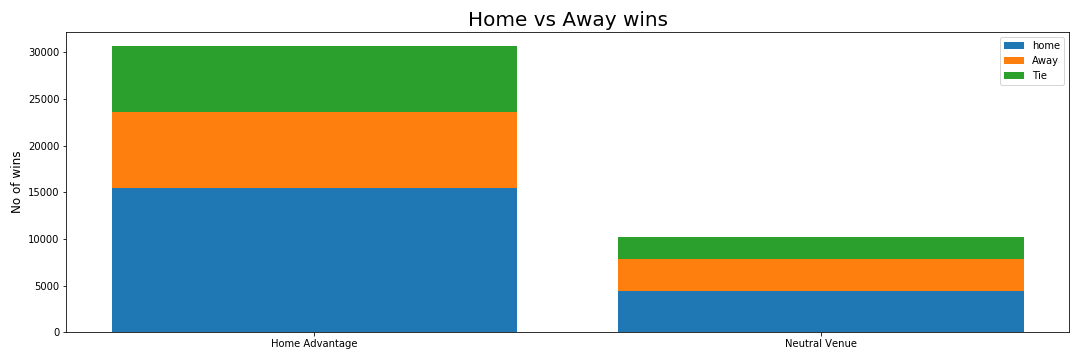 Home vs Away wins
No of wins
30000
25000
20000
15000
10000
5000
0
home
Away
Tie
Home Advantage
Neutral Venue